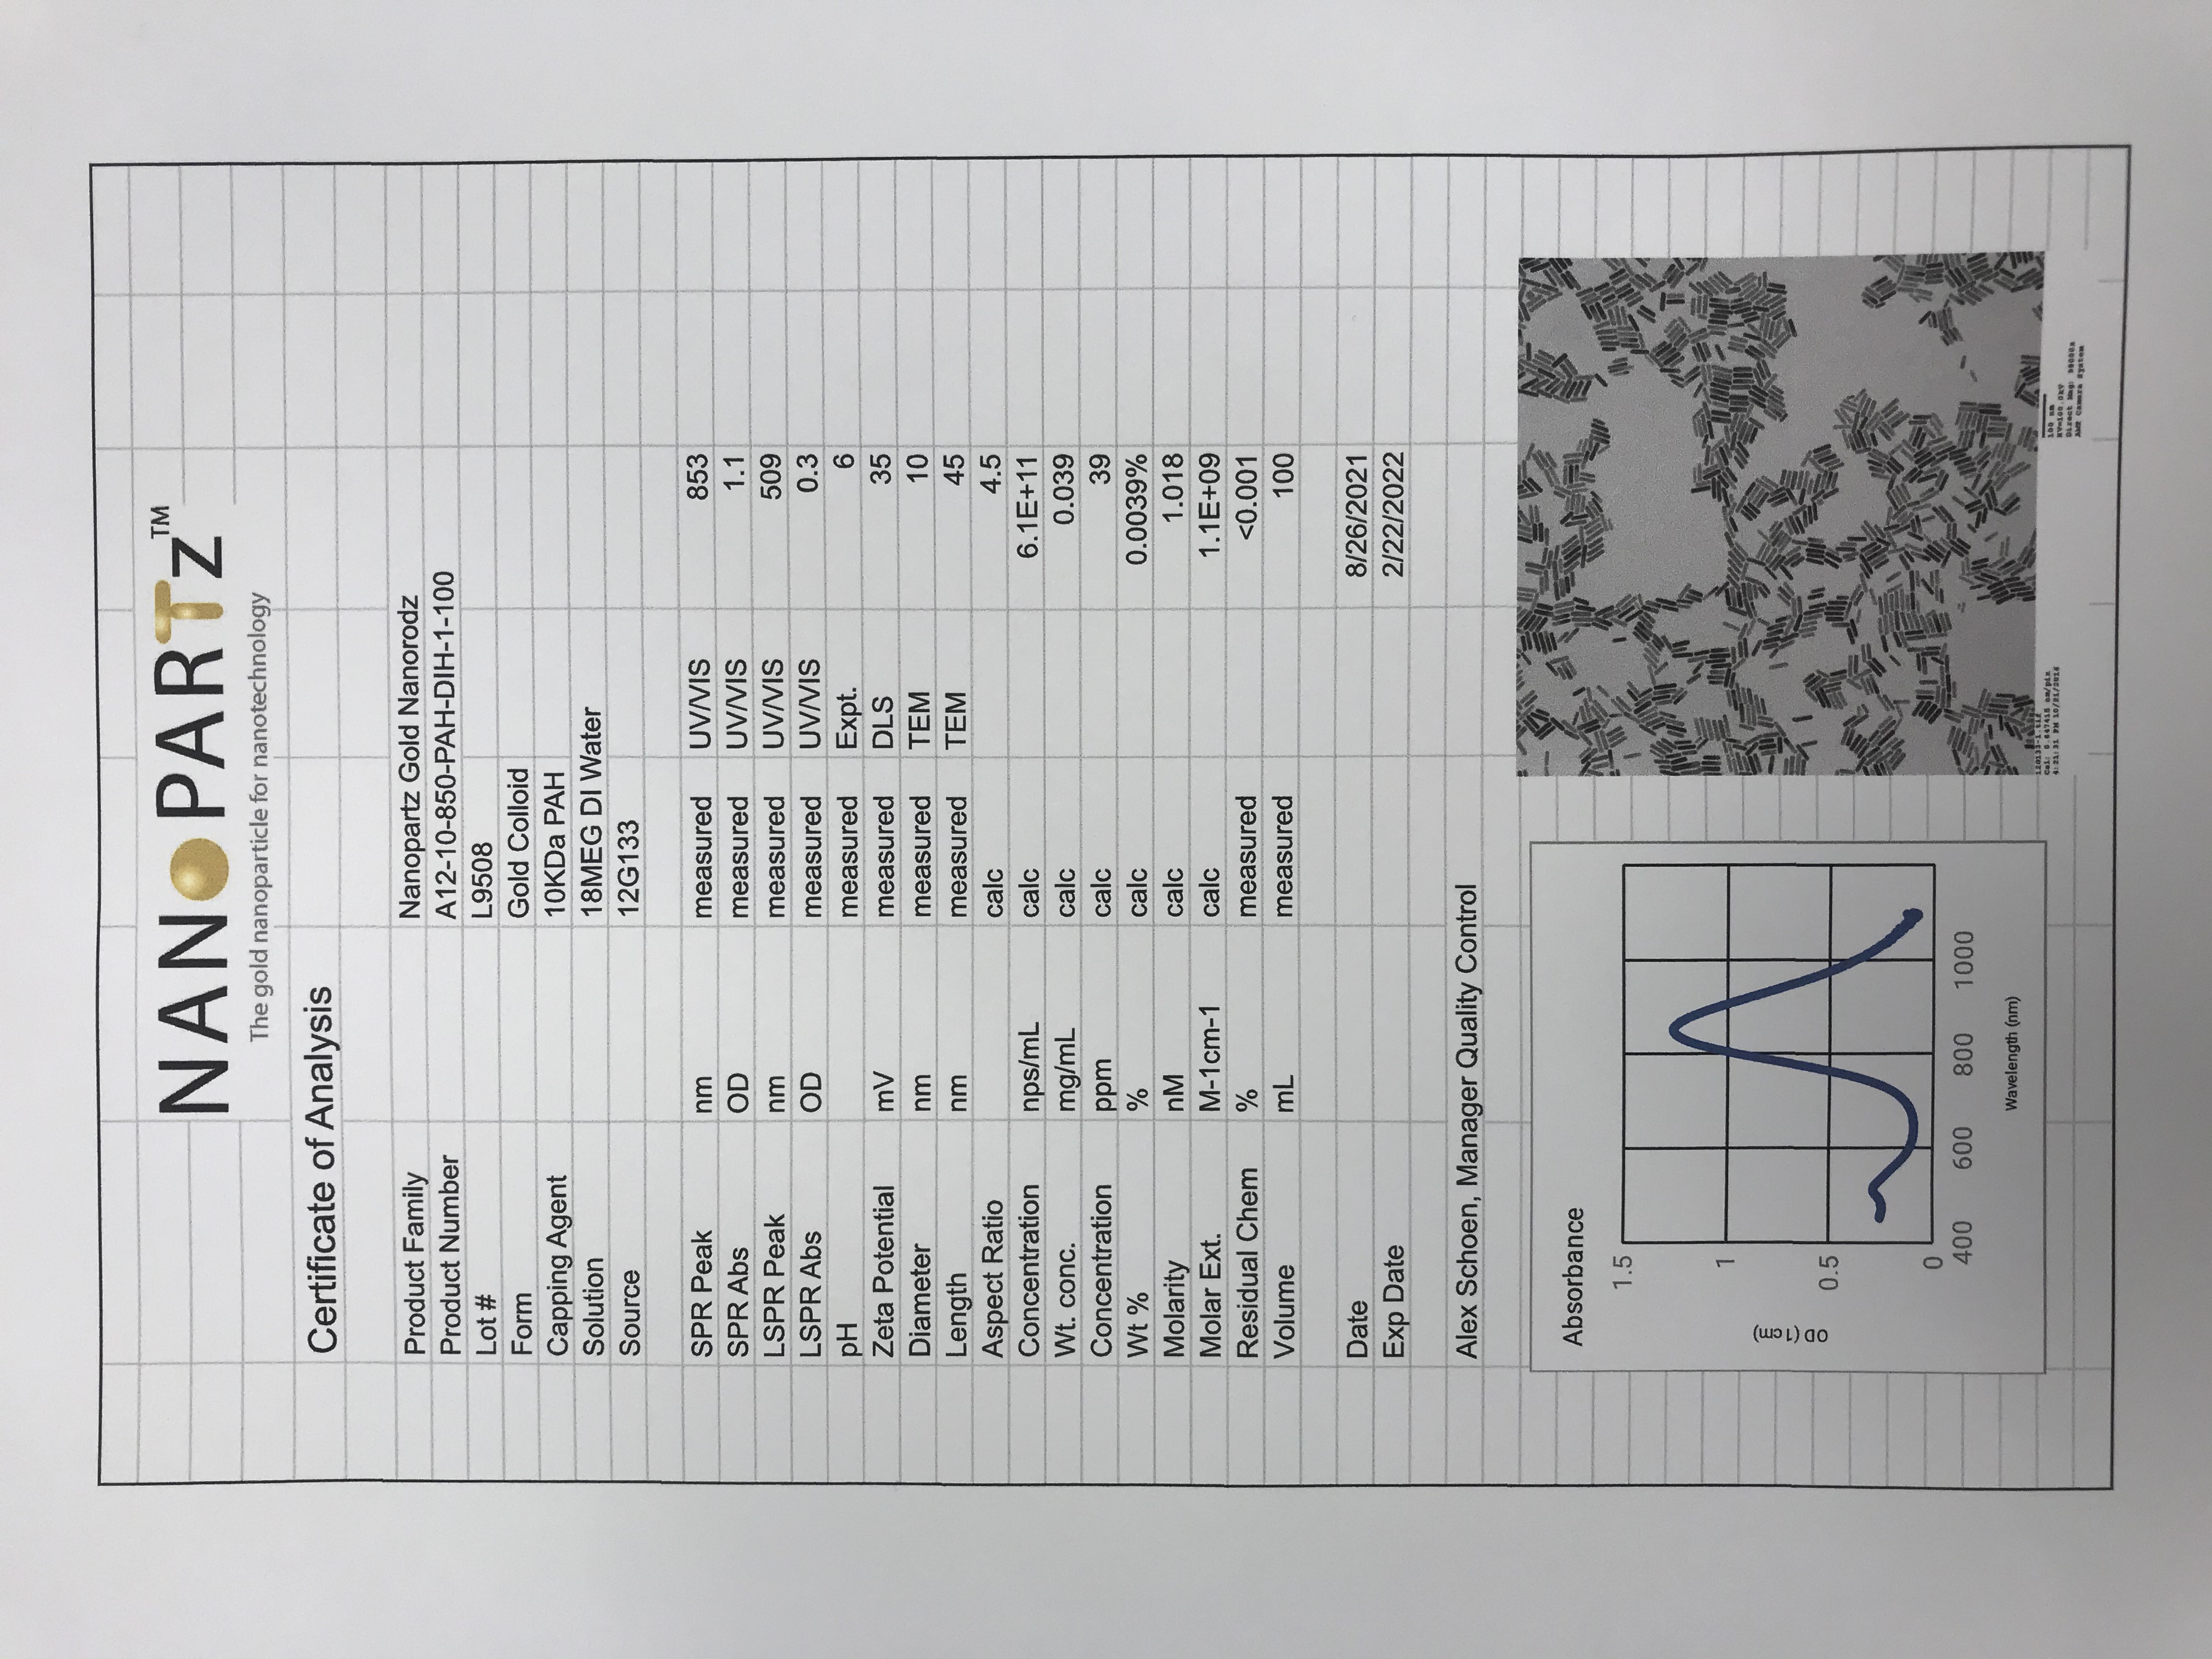 NANOPARTz™
The gold nanoparticle for nanotechnology
Certificate of Analysis
Product Family Nanopartz Gold Nanorodz
Product Number A12-10-850-PAH-DIH-1-100
Lot # L9508
Form Gold Colloid
Capping Agent 10KDa PAH
Solution 18MEG DI Water
Source 12G133
SPR Peak nm measured UV/VIS 853
SPR Abs OD measured UV/VIS 1.1
LSPR Peak nm measured UV/VIS 509
LSPR Abs OD measured UV/VIS 0.3
pH measured Expt. 6
Zeta Potential mV measured DLS 35
Diameter nm measured TEM 10
Length nm measured TEM 45
Aspect Ratio calc 4.5
Concentration nps/mL calc 6.1E+11
Wt. conc. mg/mL calc 0.039
Concentration ppm calc 39
Wt % % calc 0.0039%
Molarity nM calc 1.018
Molar Ext. M-1cm-1 calc 1.1E+09
Residual Chem % measured <0.001
Volume mL measured 100
Date 8/26/2021
Exp Date 2/22/2022
Alex Schoen, Manager Quality Control
Absorbance
1.5
1
0.5
0
OD (1cm)
400 600 800 1000
Wavelength (nm)
Cal: nm/pix
4:21:31 PM
100 nm
HV=100.0kV
Direct Mag:
AMT Camera System